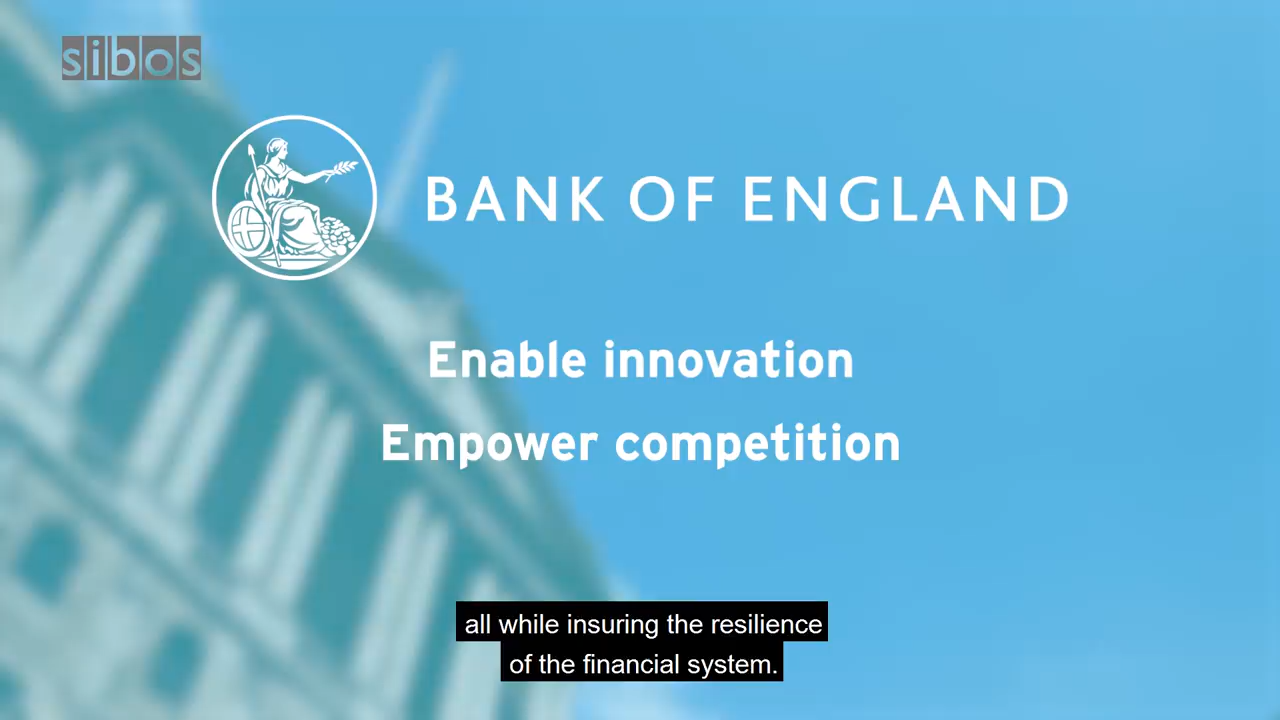 sibos
BANK OF ENGLAND
Enable innovation
Empower competition
all while insuring the resilience
of the financial system.